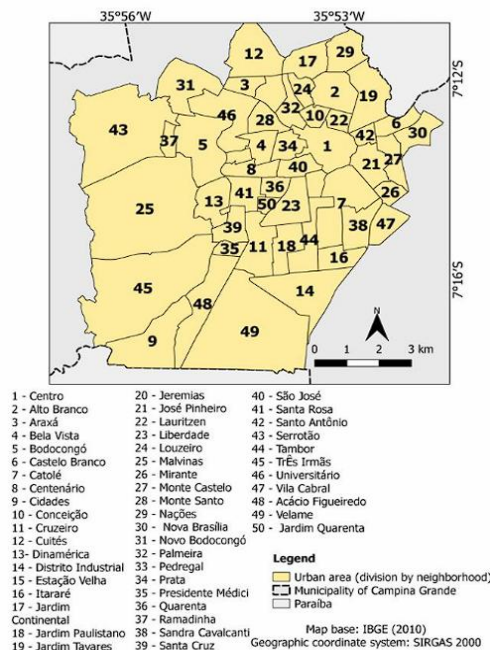 35°56'W 35°53'W
12 17 29
7°12'S
31 3 24 2 19
46 32 10 22
43 28 6 30
37 5 4 34 1 42
8 40 21 27
25 13 41 36 50 23 7 26
39 38 47
35 11 18 44 16
7°16'S
45 48 14
N
9 49
0 1 2 3 km
1 - Centro
2 - Alto Branco
3 - Araxá
4 - Bela Vista
5 - Bodocongó
6 - Castelo Branco
7 - Catolé
8 - Centenário
9 - Cidades
10 - Conceição
11 - Cruzeiro
12 - Cuités
13- Dinamérica
14 - Distrito Industrial
15 - Estação Velha
16 - Itararé
17 - Jardim
Continental
18 - Jardim Paulistano
19 - Jardim Tavares
20 - Jeremias
21 - José Pinheiro
22 - Lauritzen
23 - Liberdade
24 - Louzeiro
25 - Malvinas
26 - Mirante
27 - Monte Castelo
28 - Monte Santo
29 - Nações
30 - Nova Brasília
31 - Novo Bodocongó
32 - Palmeira
33 - Pedregal
34 - Prata
35 - Presidente Médici
36 - Quarenta
37 - Ramadinha
38 - Sandra Cavalcanti
39 - Santa Cruz
40 - São José
41 - Santa Rosa
42 - Santo Antônio
43 - Serrotão
44 - Tambor
45 - TrÊs Irmãs
46 - Universitário
47 - Vila Cabral
48 - Acácio Figueiredo
49 - Velame
50 - Jardim Quarenta
Legend
Urban area (division by neighborhood)
Municipality of Campina Grande
Paraíba
Map base: IBGE (2010)
Geographic coordinate system: SIRGAS 2000